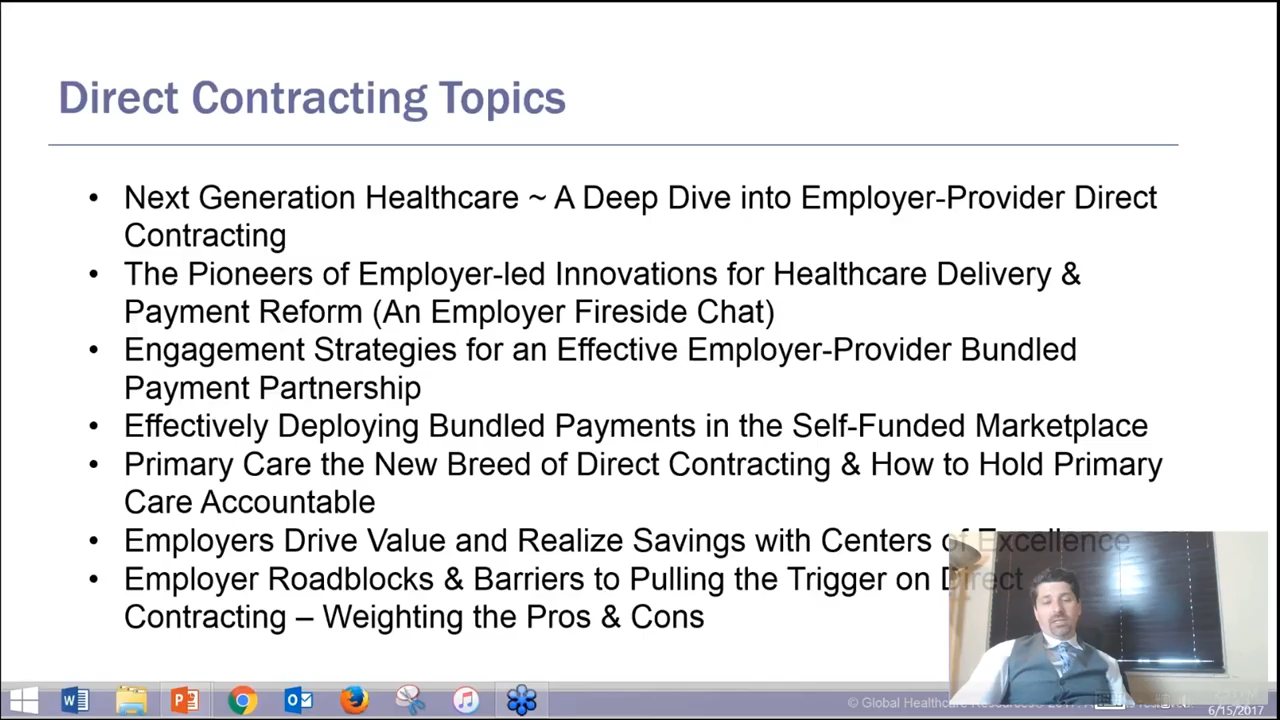 Direct Contracting Topics
• Next Generation Healthcare ~ A Deep Dive into Employer-Provider Direct
Contracting
• The Pioneers of Employer-led Innovations for Healthcare Delivery &
Payment Reform (An Employer Fireside Chat)
• Engagement Strategies for an Effective Employer-Provider Bundled
Payment Partnership
• Effectively Deploying Bundled Payments in the Self-Funded Marketplace
• Primary Care the New Breed of Direct Contracting & How to Hold Primary
Care Accountable
• Employers Drive Value and Realize Savings with Centers of Excellence
• Employer Roadblocks & Barriers to Pulling the Trigger on Direct
Contracting – Weighting the Pros & Cons
© Global Healthcare Resources® 2017.
6/15/2017